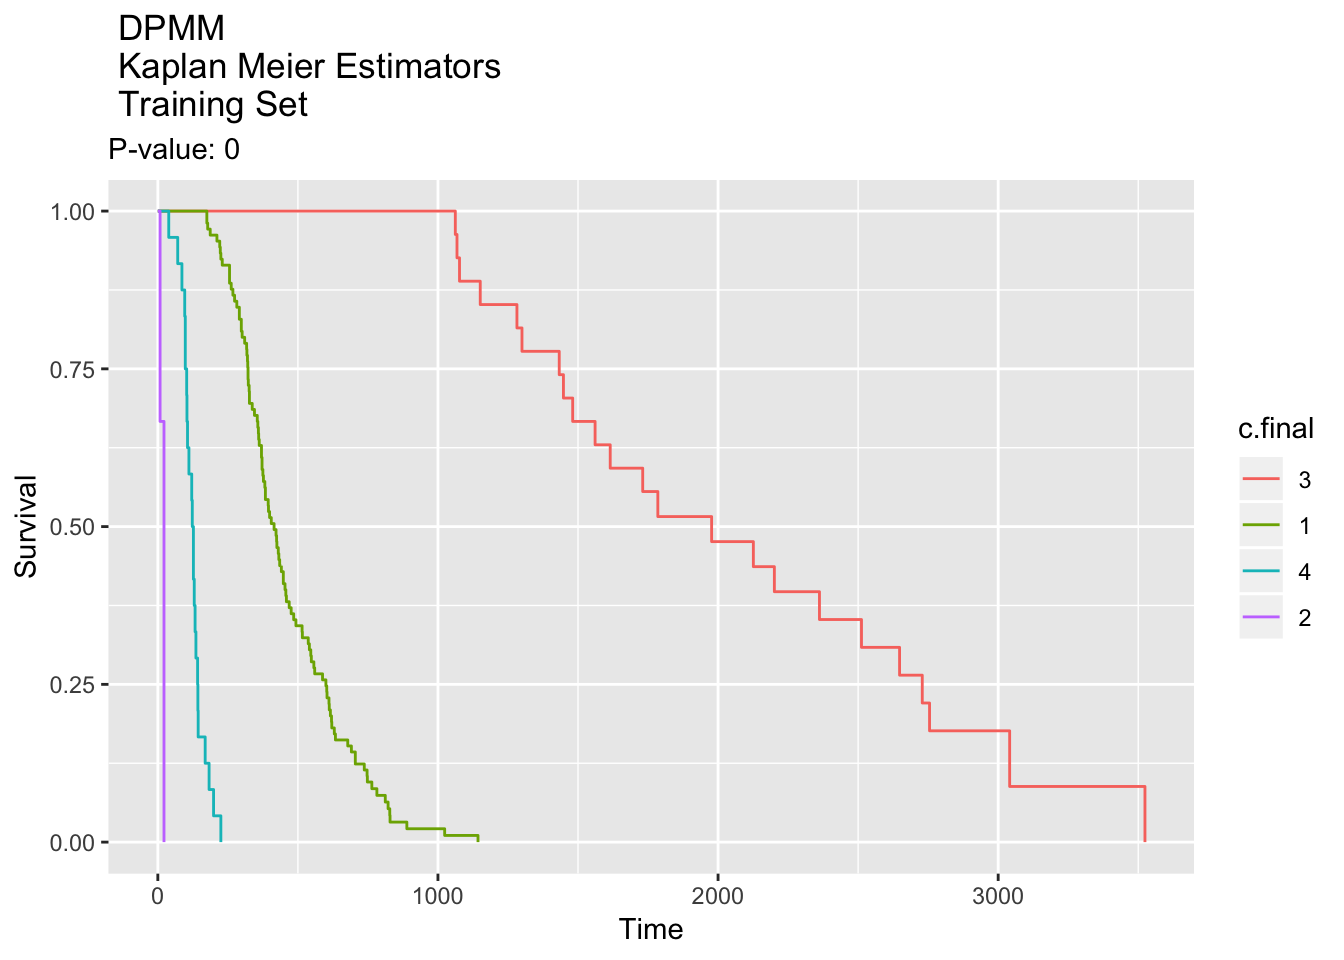 DPMM
Kaplan Meier Estimators
Training Set
P-value: 0
1.00
0.75
0.50
0.25
0.00
Survival
0
1000
2000
3000
Time
c.final
3
1
4
2